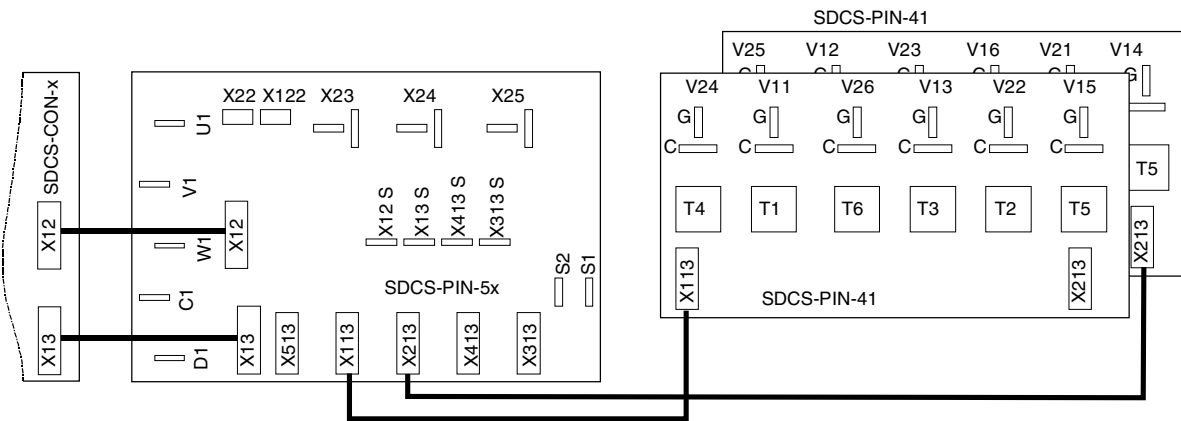 SDCS-PIN-41
V25 V12 V23 V16 V21 V14
G
T5
X213
V24 V11 V26 V13 V22 V15
G G G G G G
C C C C C C
T4 T1 T6 T3 T2 T5
X113
X213
SDCS-PIN-41
SDCS-CON-x
X12
X13
X22 X122 X23 X24 X25
U1
V1
W1
C1
D1
X12
X12 S X13 S X413 S X313 S
S2 S1
SDCS-PIN-5x
X13 X513 X113 X213 X413 X313